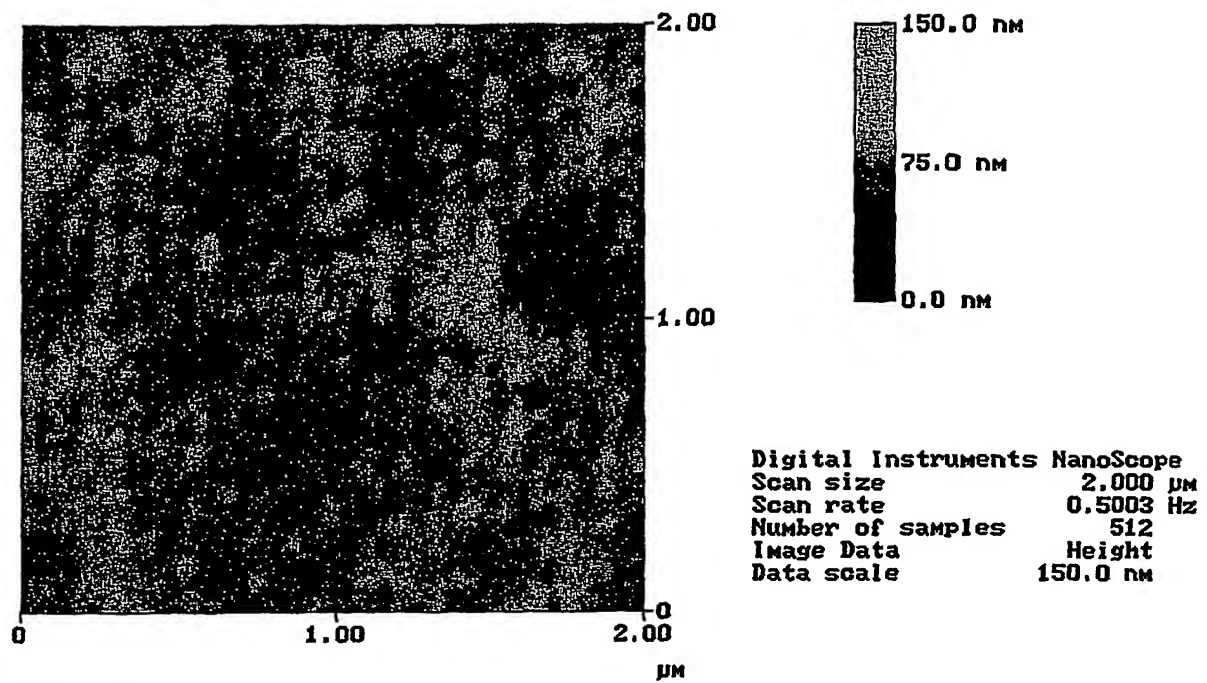 2.00
1.00
0
0 1.00 2.00
µм
150.0 nм
75.0 nм
0.0 nм
Digital Instruments NanoScope
Scan size 2.000 µм
Scan rate 0.5003 Hz
Number of samples 512
Image Data Height
Data scale 150.0 nм